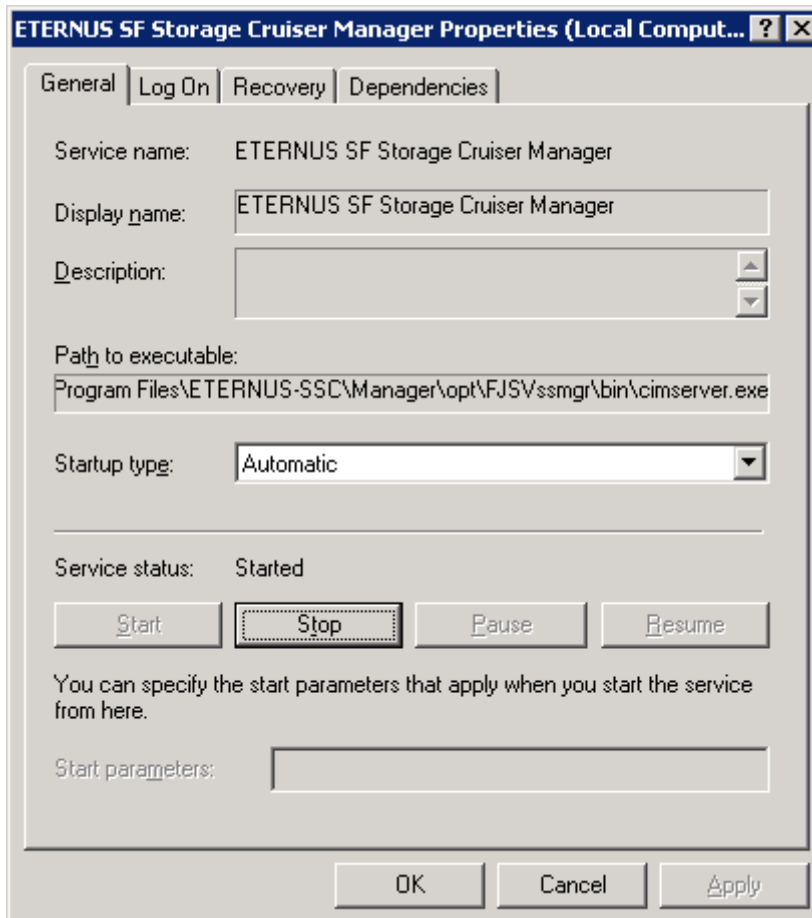 ETERNUS SF Storage Cruiser Manager Properties (Local Comput... ? X
General Log On Recovery Dependencies
Service name: ETERNUS SF Storage Cruiser Manager
Display name: ETERNUS SF Storage Cruiser Manager
Description:
Path to executable:
Program Files\ETERNUS-SSC\Manager\opt\FJSVssmgr\bin\cimserver.exe
Startup type: Automatic
Service status: Started
Start Stop Pause Resume
You can specify the start parameters that apply when you start the service
from here.
Start parameters:
OK Cancel Apply